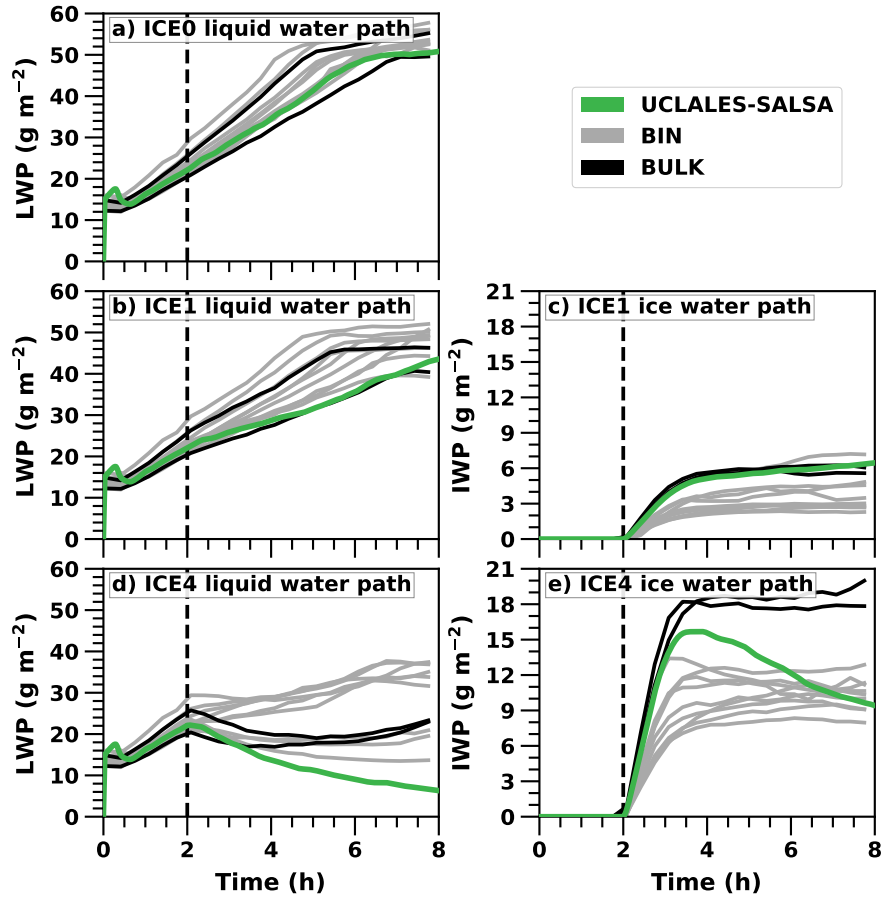 a) ICE0 liquid water path
60
50
40
30
20
10
0
LWP (g m⁻²)
UCLALES-SALSA
BIN
BULK
b) ICE1 liquid water path
60
50
40
30
20
10
0
LWP (g m⁻²)
c) ICE1 ice water path
21
18
15
12
9
6
3
0
IWP (g m⁻²)
d) ICE4 liquid water path
60
50
40
30
20
10
0
LWP (g m⁻²)
0 2 4 6 8
Time (h)
e) ICE4 ice water path
21
18
15
12
9
6
3
0
IWP (g m⁻²)
0 2 4 6 8
Time (h)